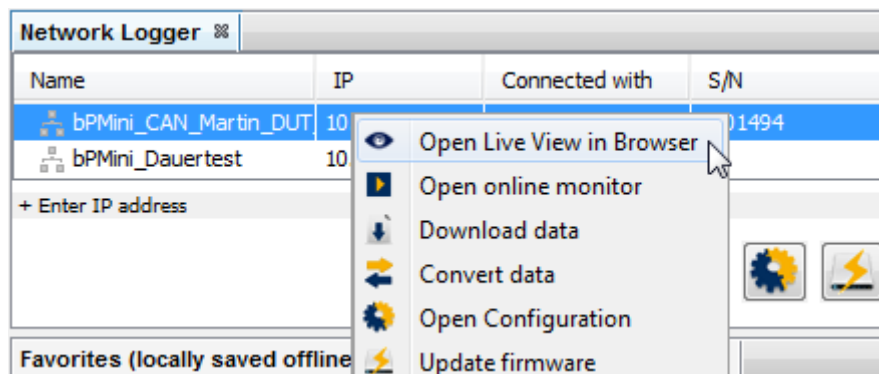 Network Logger
Name IP Connected with S/N
bPMini_CAN_Martin_DUT 10 01494
bPMini_Dauertest 10
+ Enter IP address
Open Live View in Browser
Open online monitor
Download data
Convert data
Open Configuration
Favorites (locally saved offline
Update firmware